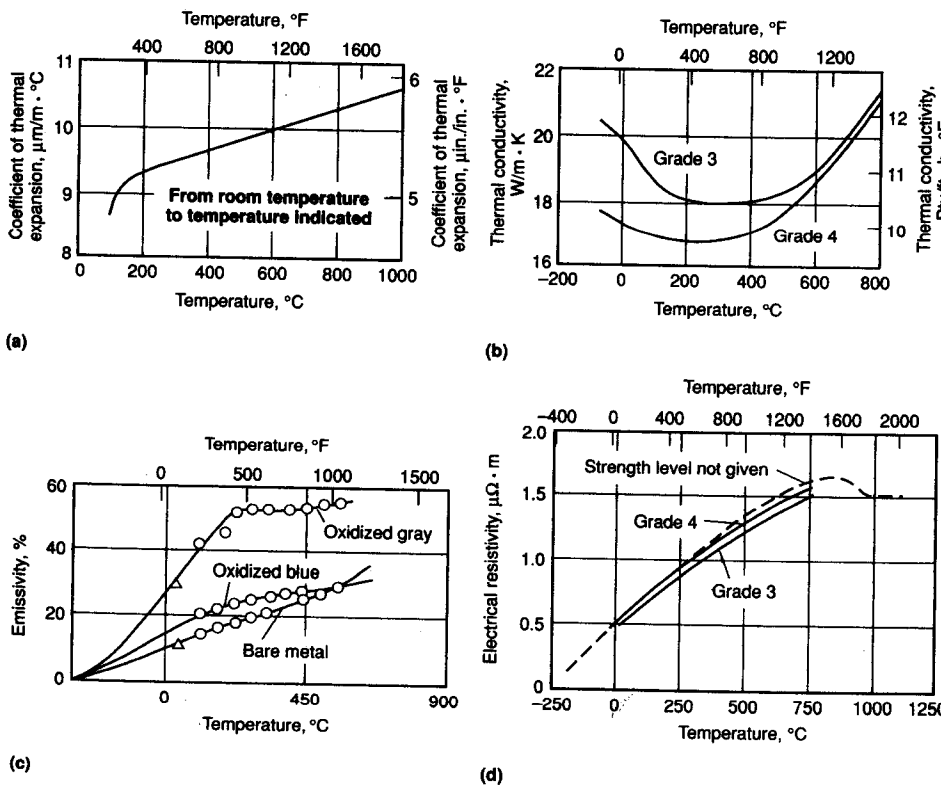 Temperature, °F
400 800 1200 1600
Coefficient of thermal
expansion, μm/m · °C
11
10
9
8
6
5
Coefficient of thermal
expansion, μin./in. · °F
From room temperature
to temperature indicated
0 200 400 600 800 1000
Temperature, °C
(a)
Temperature, °F
0 400 800 1200
Thermal conductivity,
W/m · K
22
20
18
16
12
11
10
Thermal conductivity,
Grade 3
Grade 4
-200 0 200 400 600 800
Temperature, °C
(b)
Temperature, °F
0 500 1000 1500
Emissivity, %
60
40
20
0
Oxidized gray
Oxidized blue
Bare metal
0 450 900
Temperature, °C
(c)
Temperature, °F
-400 0 400 800 1200 1600 2000
Electrical resistivity, μΩ · m
2.0
1.5
1.0
0.5
0
Strength level not given
Grade 4
Grade 3
-250 0 250 500 750 1000 1250
Temperature, °C
(d)